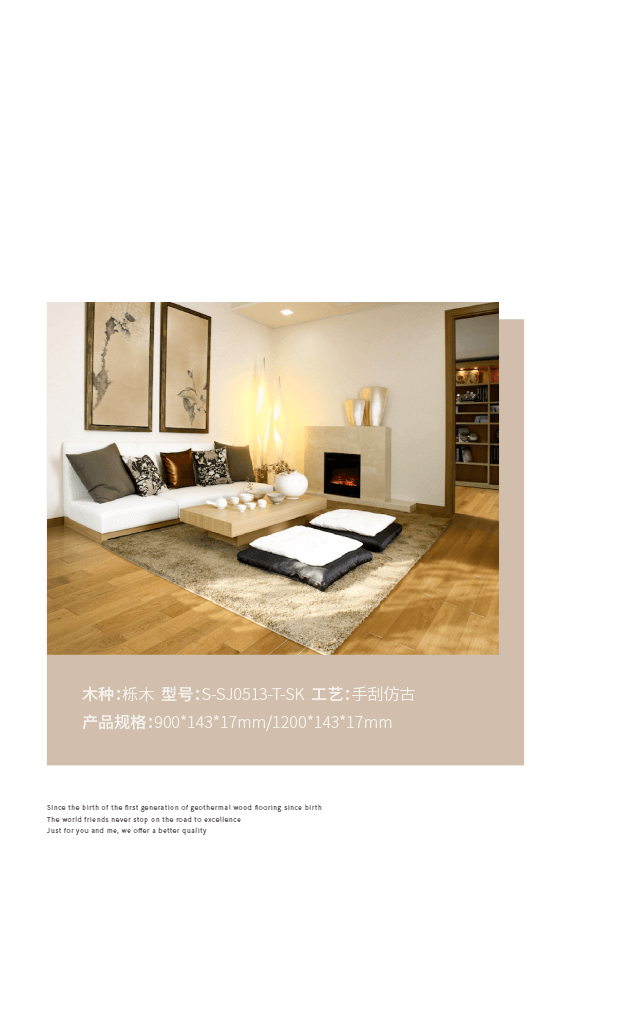 木种:栎木 型号:S-SJ0513-T-SK 工艺:手刮仿古
产品规格:900*143*17mm/1200*143*17mm
Since the birth of the first generation of geothermal wood flooring since birth
The world friends never stop on the road to excellence
Just for you and me, we offer a better quality